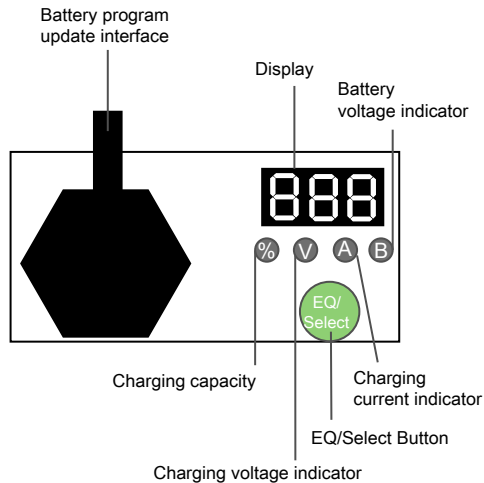 Battery program
update interface
Display
Battery
voltage indicator
888
% V A B
EQ/
Select
Charging capacity
Charging
current indicator
EQ/Select Button
Charging voltage indicator